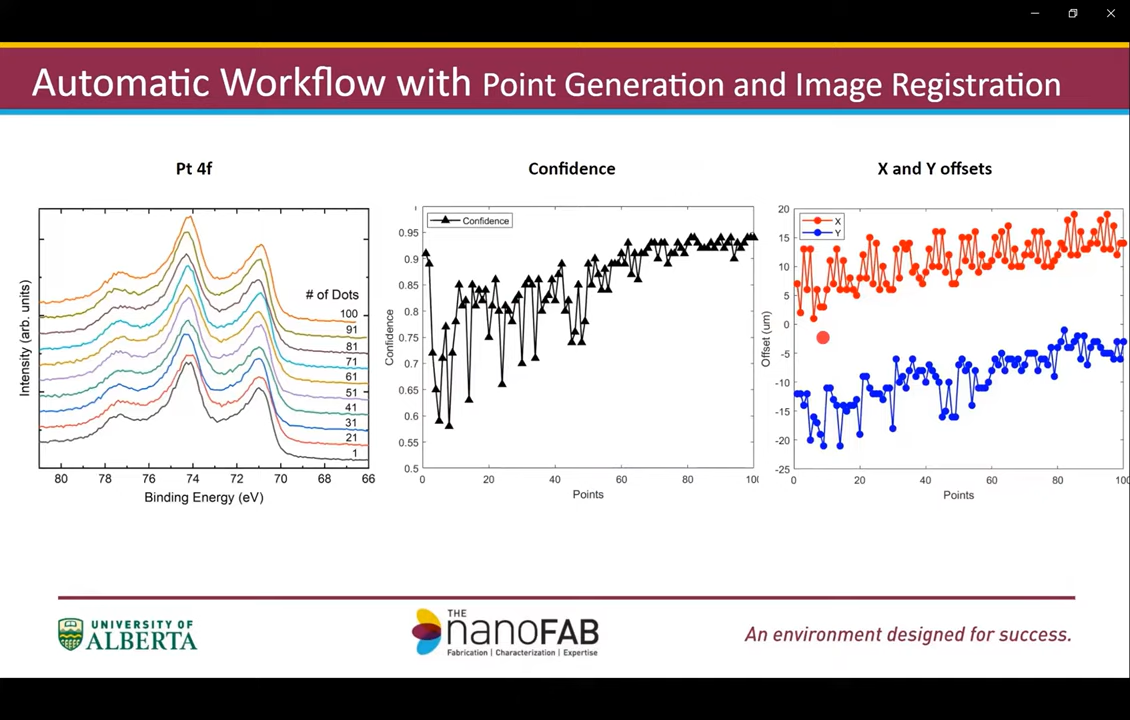 Automatic Workflow with Point Generation and Image Registration
Pt 4f
Intensity (arb. units)
# of Dots
100
91
81
71
61
51
41
31
21
1
80
78
76
74
72
70
68
66
Binding Energy (eV)
Confidence
Confidence
Confidence
1
0.95
0.9
0.85
0.8
0.75
0.7
0.65
0.6
0.55
0.5
0
20
40
60
80
100
Points
X and Y offsets
X
Y
Offset (um)
20
15
10
5
0
-5
-10
-15
-20
-25
0
20
40
60
80
100
Points
UNIVERSITY OF
ALBERTA
THE
nanoFAB
Fabrication | Characterization | Expertise
An environment designed for success.